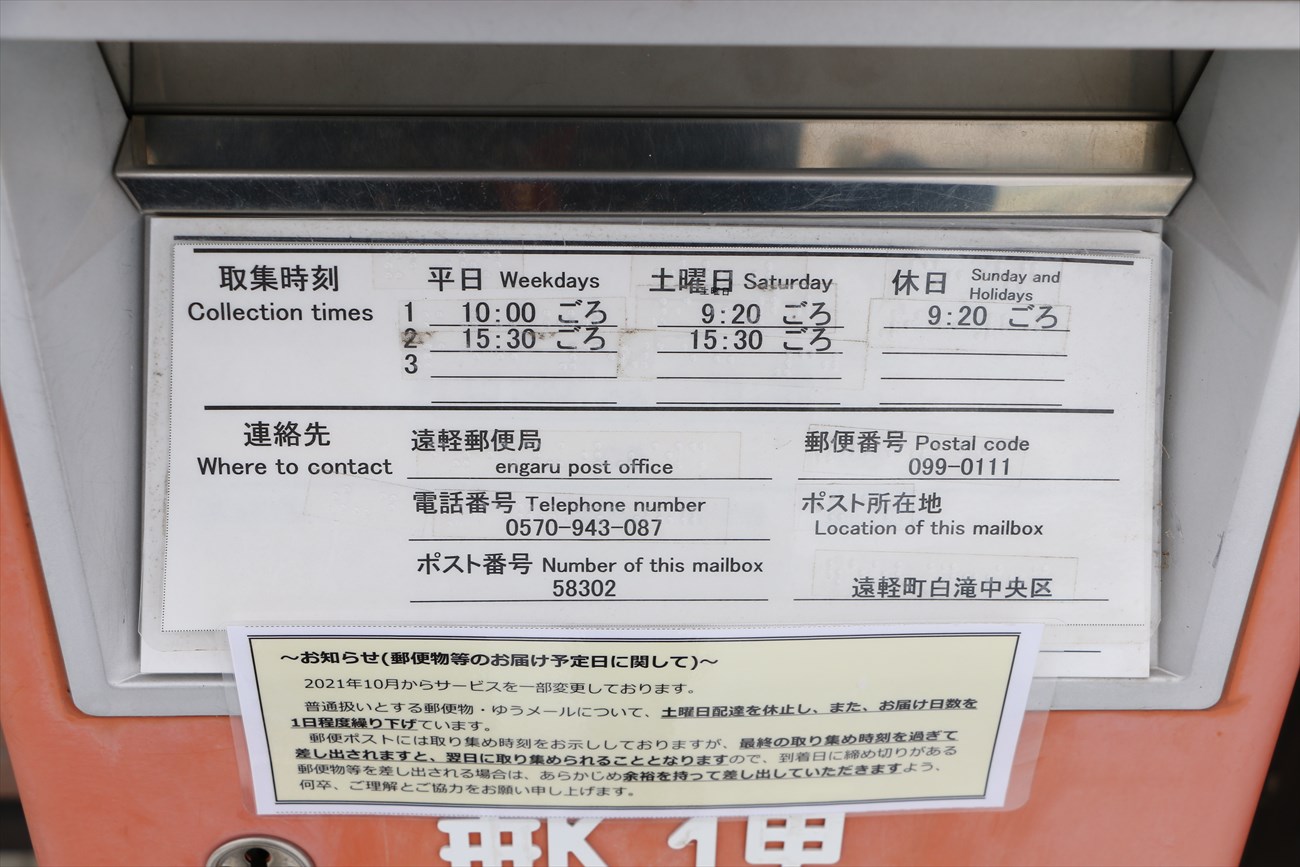 取集時刻 平日 Weekdays 土曜日 Saturday 休日 Sunday and Holidays
Collection times 1 10:00 ごろ 9:20 ごろ 9:20 ごろ
2 15:30 ごろ 15:30 ごろ
3
連絡先 遠軽郵便局 郵便番号 Postal code
Where to contact engaru post office 099-0111
電話番号 Telephone number ポスト所在地
0570-943-087 Location of this mailbox
ポスト番号 Number of this mailbox
58302 遠軽町白滝中央区
～お知らせ(郵便物等のお届け予定日に関して)～
2021年10月からサービスを一部変更しております。
普通扱いとする郵便物・ゆうメールについて、土曜日配達を休止し、また、お届け日数を
1日程度繰り下げています。
郵便ポストには取り集め時刻をお示ししておりますが、最終の取り集め時刻を過ぎて
差し出されますと、翌日に取り集められることとなりますので、到着日に締め切りがある
郵便物等を差し出される場合は、あらかじめ余裕を持って差し出していただきますよう、
何卒、ご理解とご協力をお願い申し上げます。
郵便